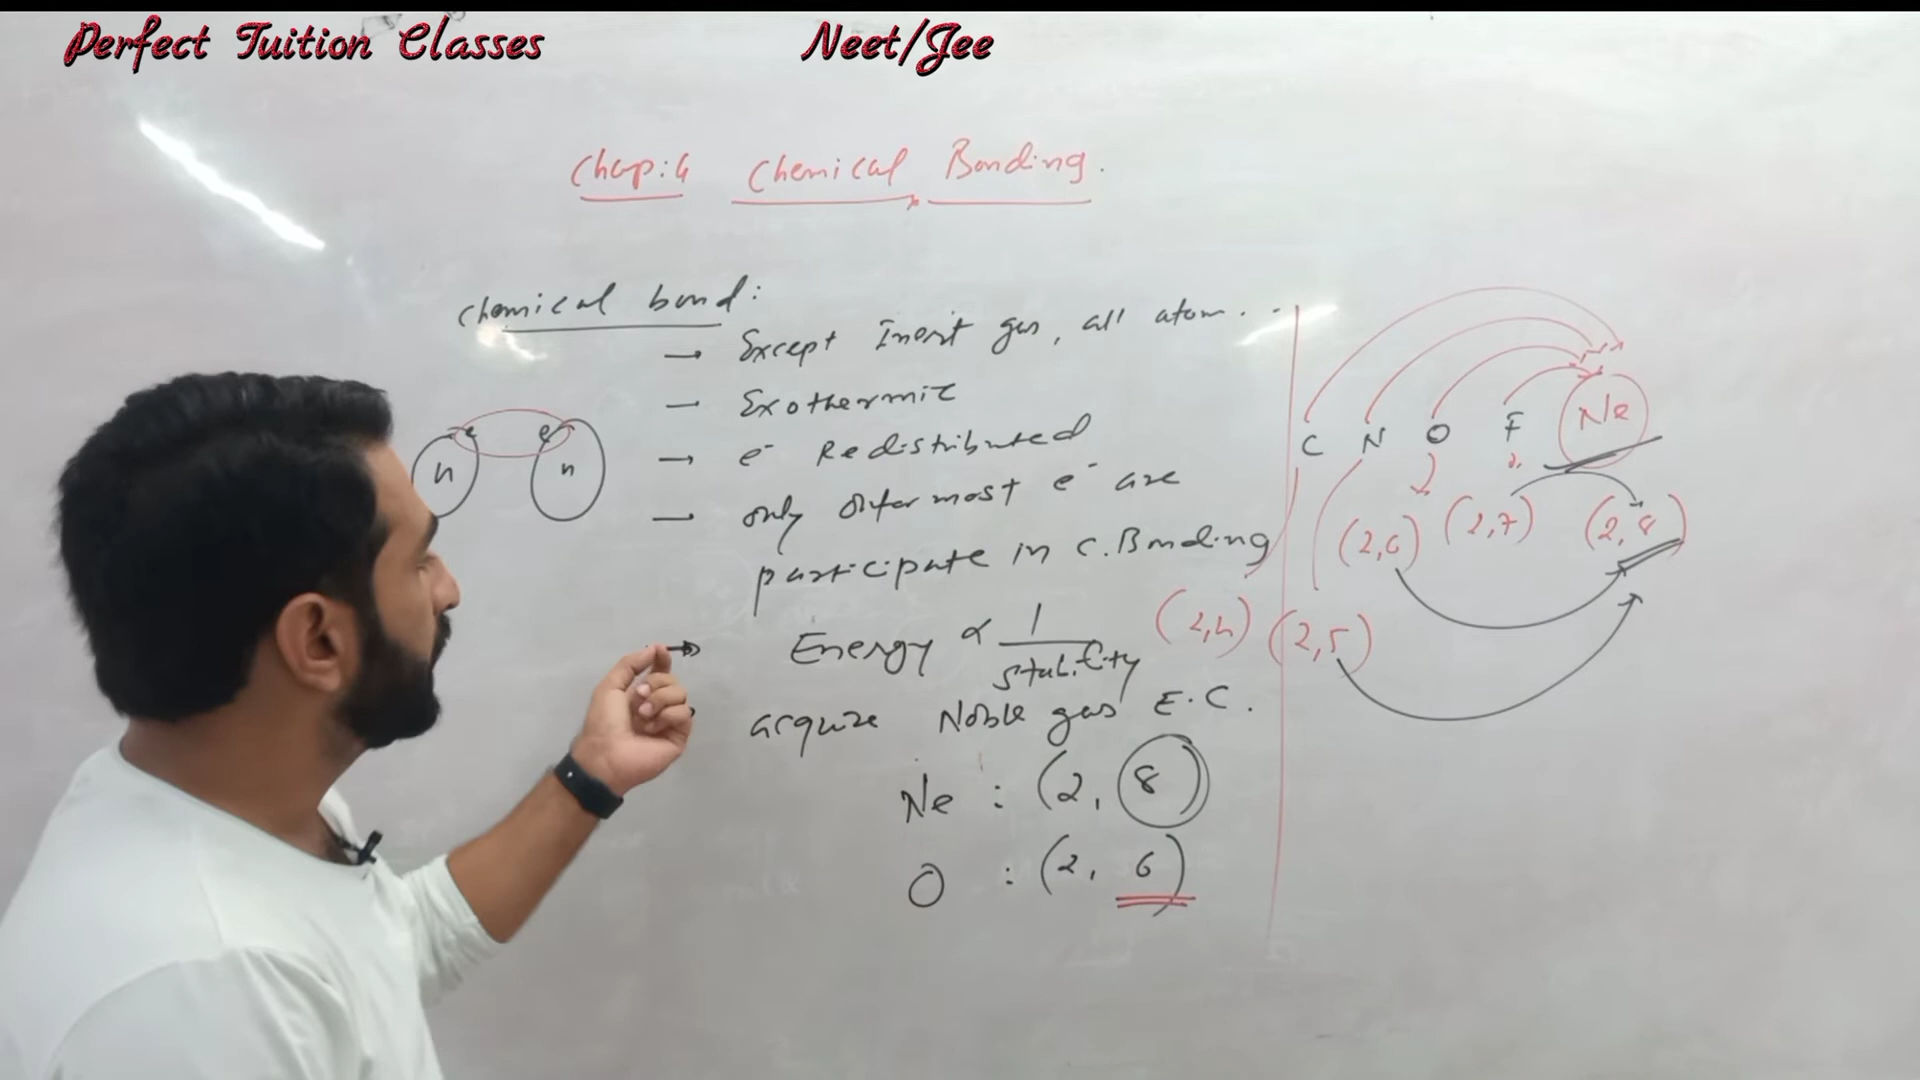 Perfect Tuition Classes Neet/Jee
Chap:4 Chemical Bonding.
chemical bond:
→ Except Inert gas, all atom...
→ Exothermic
→ e⁻ Redistributed
→ only outermost e⁻ are
participate in C.Bonding
→ Energy ∝ 1/stability
acquire Noble gas E.C.
Ne : (2, 8)
O : (2, 6)
e e
n n
C N O F Ne
(2,6) (2,7) (2,8)
(2,4) (2,5)